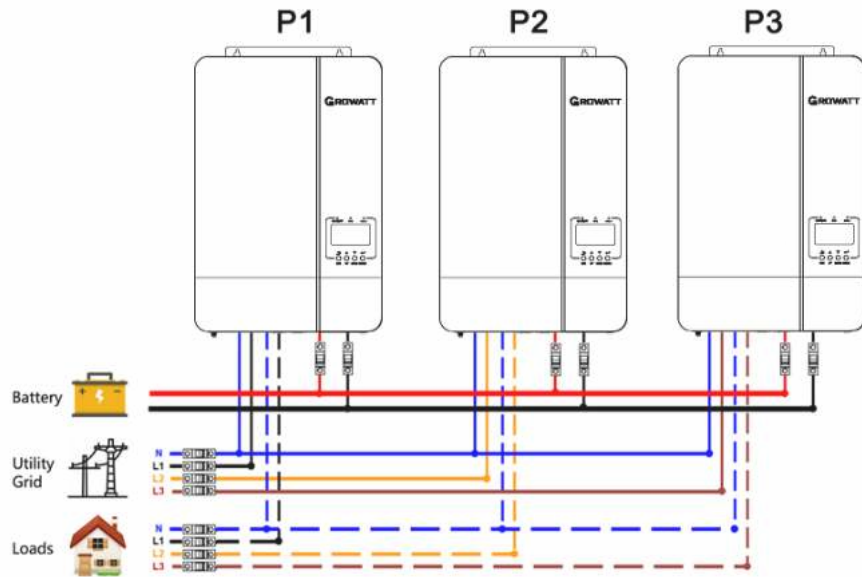 P1 P2 P3
GROWATT GROWATT GROWATT
Battery
+ −
Utility
Grid
N
L1
L2
L3
Loads
N
L1
L2
L3